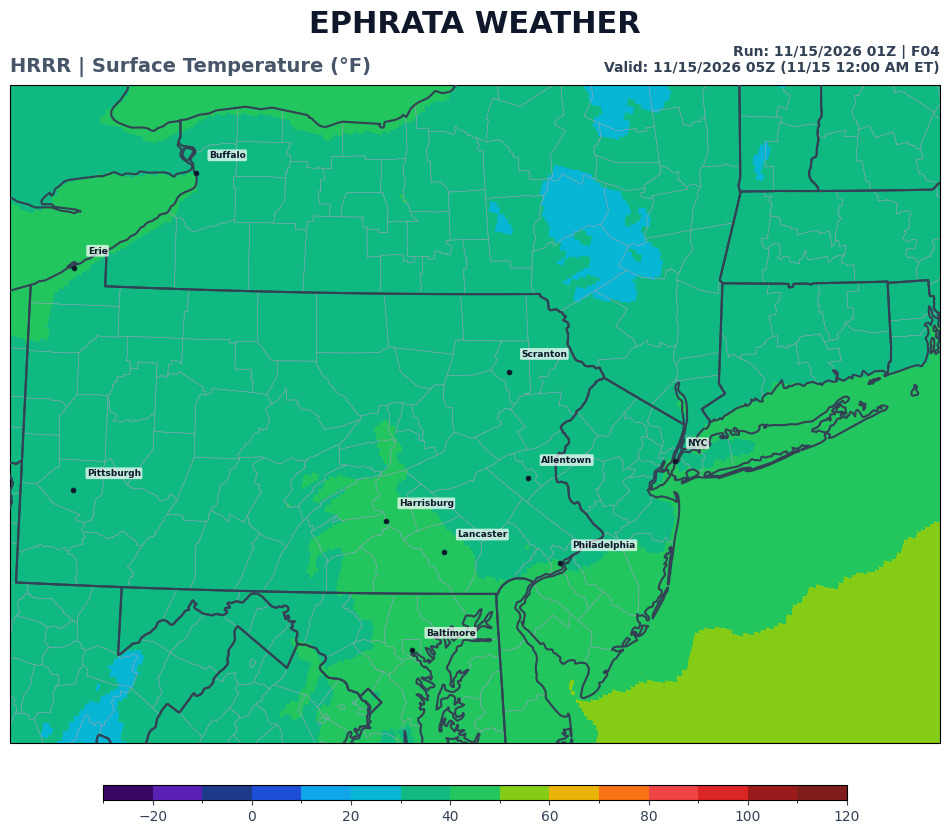 EPHRATA WEATHER
HRRR | Surface Temperature (°F)
Run: 11/15/2026 01Z | F04
Valid: 11/15/2026 05Z (11/15 12:00 AM ET)
Buffalo
Erie
Scranton
NYC
Allentown
Pittsburgh
Harrisburg
Lancaster
Philadelphia
Baltimore
−20 0 20 40 60 80 100 120